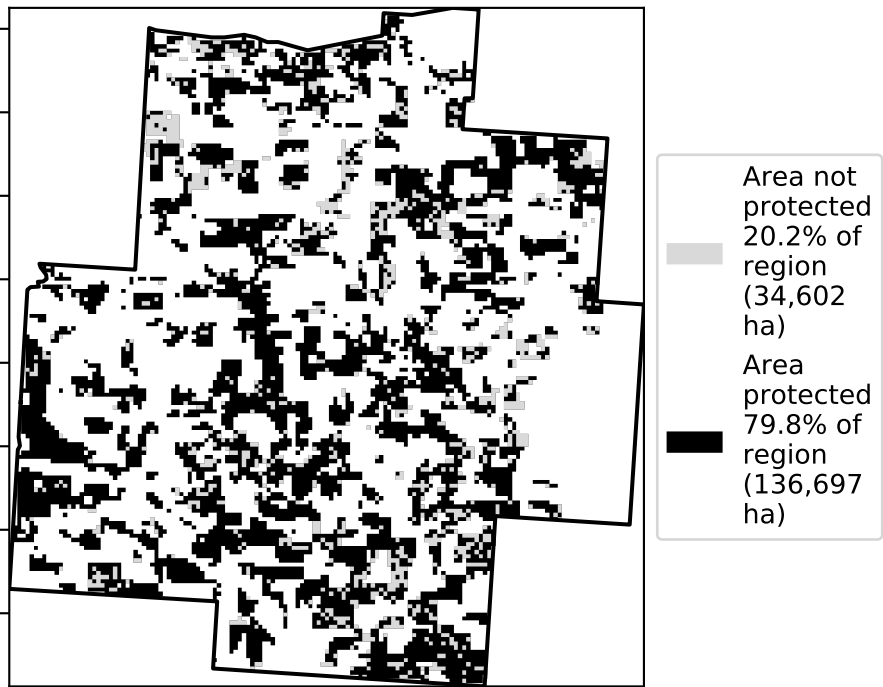 Area not
protected
20.2% of
region
(34,602
ha)
Area
protected
79.8% of
region
(136,697
ha)